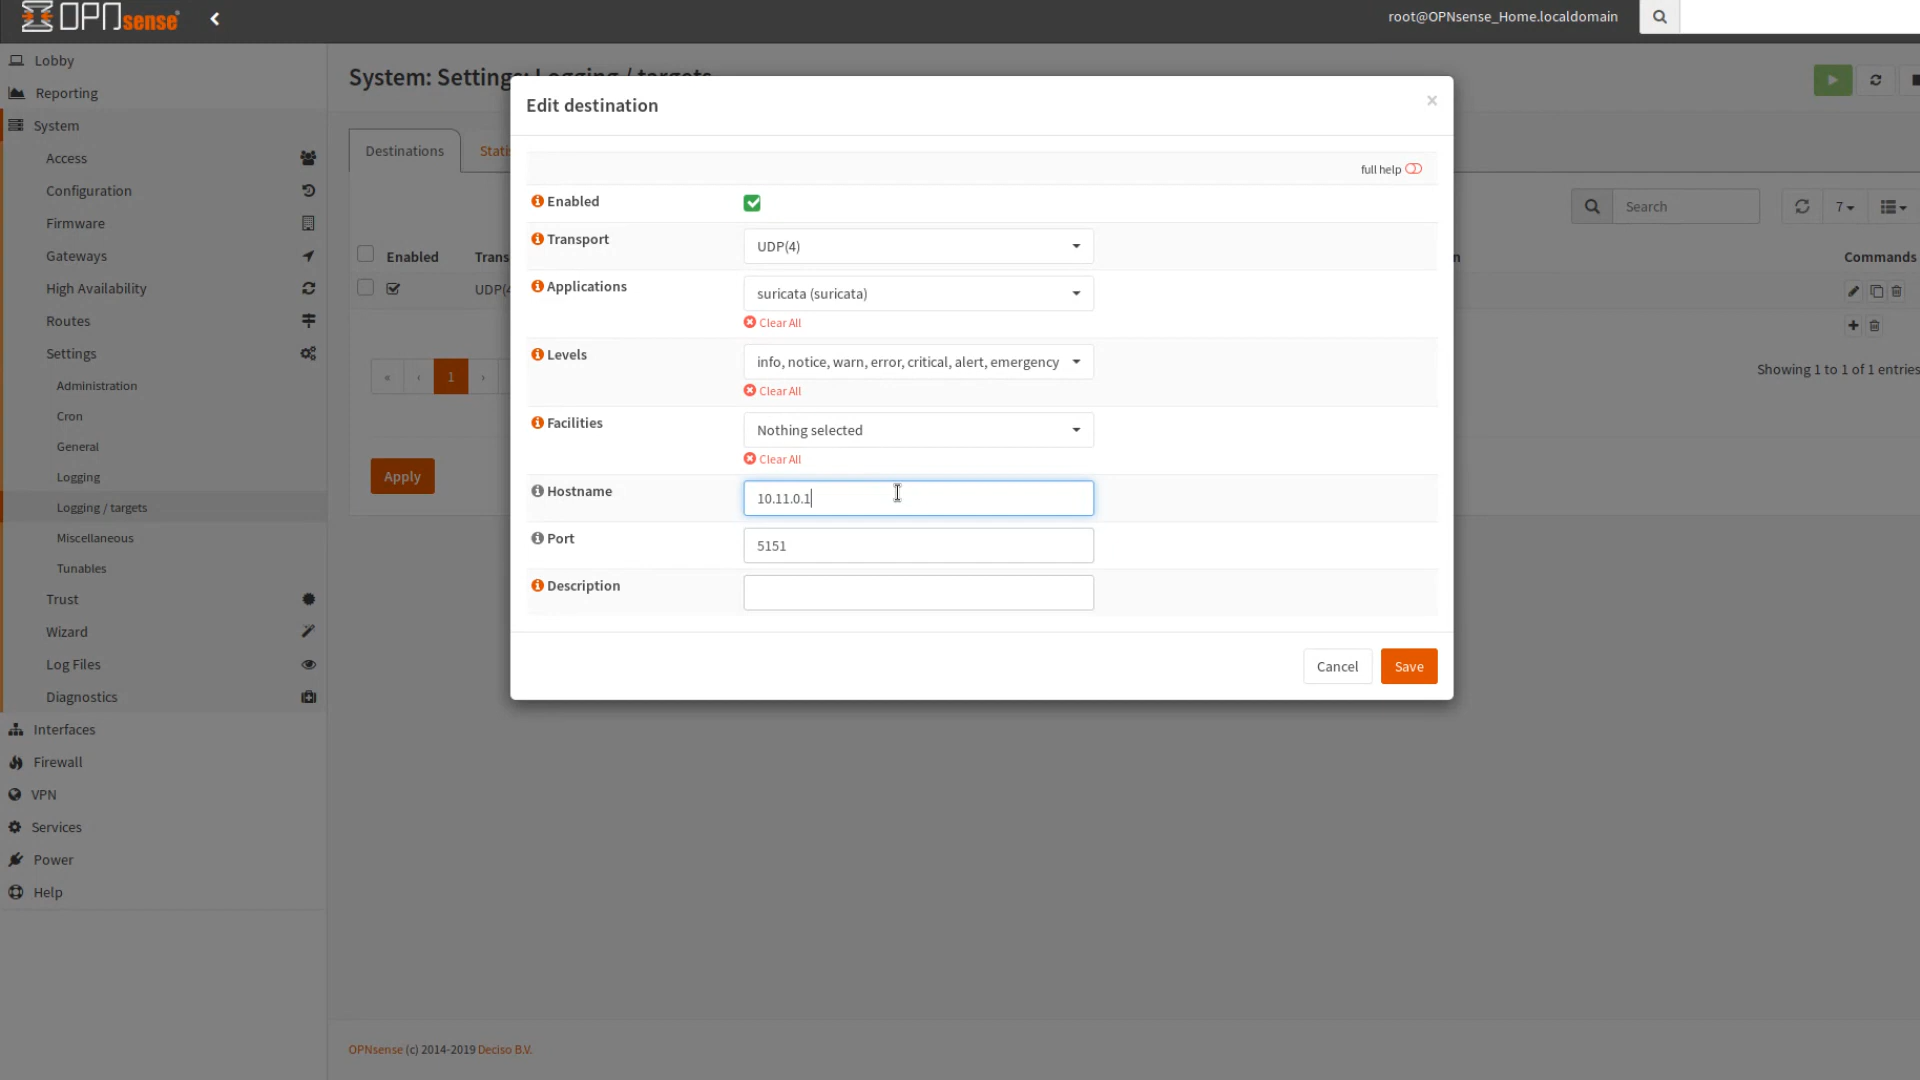 OPNsense
root@OPNsense_Home.localdomain
Lobby
Reporting
System
Access
Configuration
Firmware
Gateways
High Availability
Routes
Settings
Administration
Cron
General
Logging
Logging / targets
Miscellaneous
Tunables
Trust
Wizard
Log Files
Diagnostics
Interfaces
Firewall
VPN
Services
Power
Help
System: Settings: Logging / targets
Destinations
Search
7
Enabled
Commands
« ‹ 1 ›
Showing 1 to 1 of 1 entries
Apply
Edit destination
×
full help
Enabled
Transport UDP(4)
Applications suricata (suricata)
Clear All
Levels info, notice, warn, error, critical, alert, emergency
Clear All
Facilities Nothing selected
Clear All
Hostname 10.11.0.1
Port 5151
Description
Cancel Save
OPNsense (c) 2014-2019 Deciso B.V.